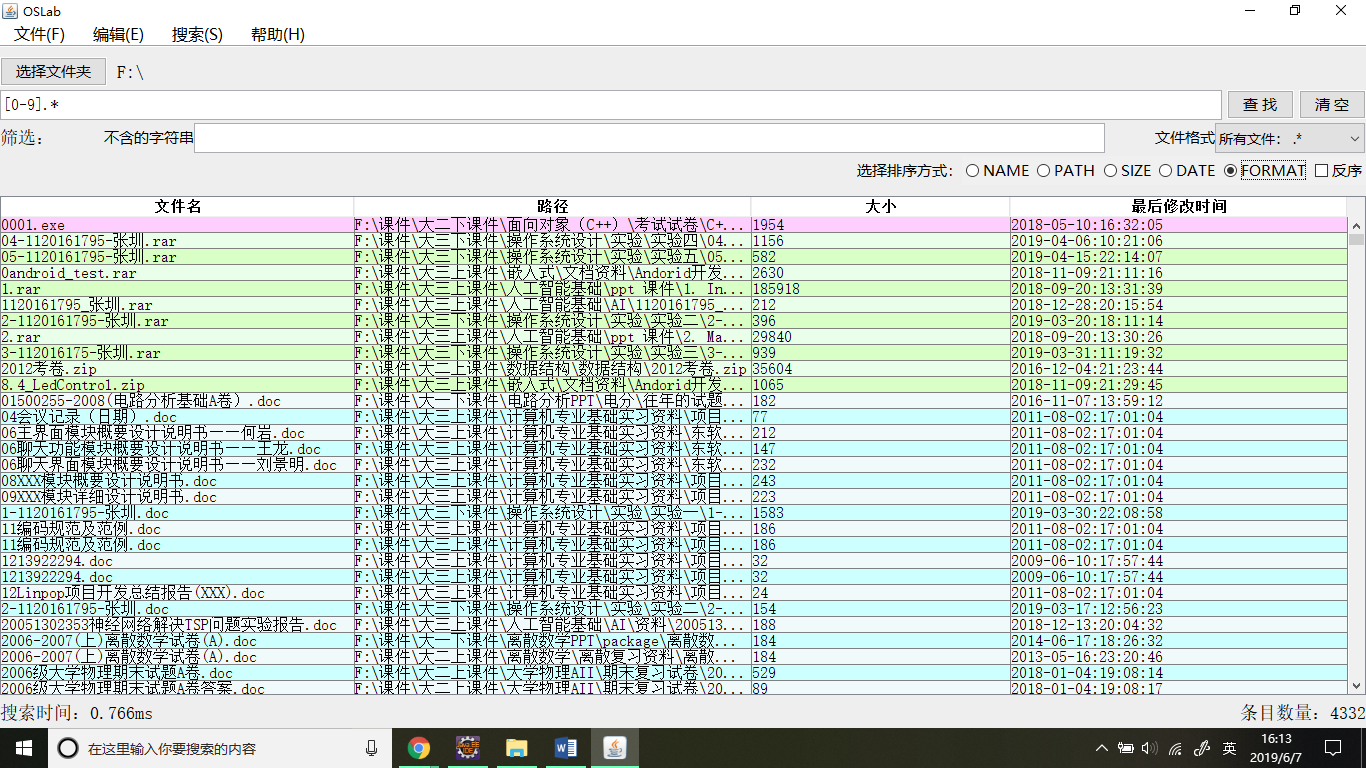 OSLab
文件(F) 编辑(E) 搜索(S) 帮助(H)
选择文件夹 F:\
[0-9].* 查 找 清 空
筛选： 不含的字符串 文件格式 所有文件： .*
选择排序方式： NAME PATH SIZE DATE FORMAT 反序
文件名 路径 大小 最后修改时间
0001.exe F:\课件\大二下课件\面向对象（C++）\考试试卷\C+... 1954 2018-05-10:16:32:05
04-1120161795-张圳.rar F:\课件\大三下课件\操作系统设计\实验\实验四\04... 1156 2019-04-06:10:21:06
05-1120161795-张圳.rar F:\课件\大三下课件\操作系统设计\实验\实验五\05... 582 2019-04-15:22:14:07
0android_test.rar F:\课件\大三上课件\嵌入式\文档资料\Andorid开发... 2630 2018-11-09:21:11:16
1.rar F:\课件\大三上课件\人工智能基础\ppt 课件\1. In... 185918 2018-09-20:13:31:39
1120161795_张圳.rar F:\课件\大三上课件\人工智能基础\AI\1120161795_... 212 2018-12-28:20:15:54
2-1120161795-张圳.rar F:\课件\大三下课件\操作系统设计\实验\实验二\2-... 396 2019-03-20:18:11:14
2.rar F:\课件\大三上课件\人工智能基础\ppt 课件\2. Ma... 29840 2018-09-20:13:30:26
3-112016175-张圳.rar F:\课件\大三下课件\操作系统设计\实验\实验三\3-... 939 2019-03-31:11:19:32
2012考卷.zip F:\课件\大二上课件\数据结构\数据结构\2012考卷.zip 35604 2016-12-04:21:23:44
8.4_LedControl.zip F:\课件\大三上课件\嵌入式\文档资料\Andorid开发... 1065 2018-11-09:21:29:45
01500255-2008(电路分析基础A卷）.doc F:\课件\大一下课件\电路分析PPT\电分\往年的试题... 182 2016-11-07:13:59:12
04会议记录（日期）.doc F:\课件\大三上课件\计算机专业基础实习资料\项目... 77 2011-08-02:17:01:04
06主界面模块概要设计说明书——何岩.doc F:\课件\大三上课件\计算机专业基础实习资料\东软... 212 2011-08-02:17:01:04
06聊天功能模块概要设计说明书——王龙.doc F:\课件\大三上课件\计算机专业基础实习资料\东软... 147 2011-08-02:17:01:04
06聊天界面模块概要设计说明书——刘景明.doc F:\课件\大三上课件\计算机专业基础实习资料\东软... 232 2011-08-02:17:01:04
08XXX模块概要设计说明书.doc F:\课件\大三上课件\计算机专业基础实习资料\项目... 243 2011-08-02:17:01:04
09XXX模块详细设计说明书.doc F:\课件\大三上课件\计算机专业基础实习资料\项目... 223 2011-08-02:17:01:04
1-1120161795-张圳.doc F:\课件\大三下课件\操作系统设计\实验\实验一\1-... 1583 2019-03-30:22:08:58
11编码规范及范例.doc F:\课件\大三上课件\计算机专业基础实习资料\项目... 186 2011-08-02:17:01:04
11编码规范及范例.doc F:\课件\大三上课件\计算机专业基础实习资料\项目... 186 2011-08-02:17:01:04
1213922294.doc F:\课件\大三上课件\计算机专业基础实习资料\项目... 32 2009-06-10:17:57:44
1213922294.doc F:\课件\大三上课件\计算机专业基础实习资料\项目... 32 2009-06-10:17:57:44
12Linpop项目开发总结报告(XXX).doc F:\课件\大三上课件\计算机专业基础实习资料\项目... 24 2011-08-02:17:01:04
2-1120161795-张圳.doc F:\课件\大三下课件\操作系统设计\实验\实验二\2-... 154 2019-03-17:12:56:23
20051302353神经网络解决TSP问题实验报告.doc F:\课件\大三上课件\人工智能基础\AI\资料\200513... 188 2018-12-13:20:04:32
2006-2007(上)离散数学试卷(A).doc F:\课件\大一下课件\离散数学PPT\package\离散数... 184 2014-06-17:18:26:32
2006-2007(上)离散数学试卷(A).doc F:\课件\大二上课件\离散数学\离散复习资料\离散... 184 2013-05-16:23:20:46
2006级大学物理期末试题A卷.doc F:\课件\大二上课件\大学物理AII\期末复习试卷\20... 529 2018-01-04:19:08:14
2006级大学物理期末试题A卷答案.doc F:\课件\大二上课件\大学物理AII\期末复习试卷\20... 89 2018-01-04:19:08:17
搜索时间：0.766ms 条目数量：4332
在这里输入你要搜索的内容 英 16:13
2019/6/7